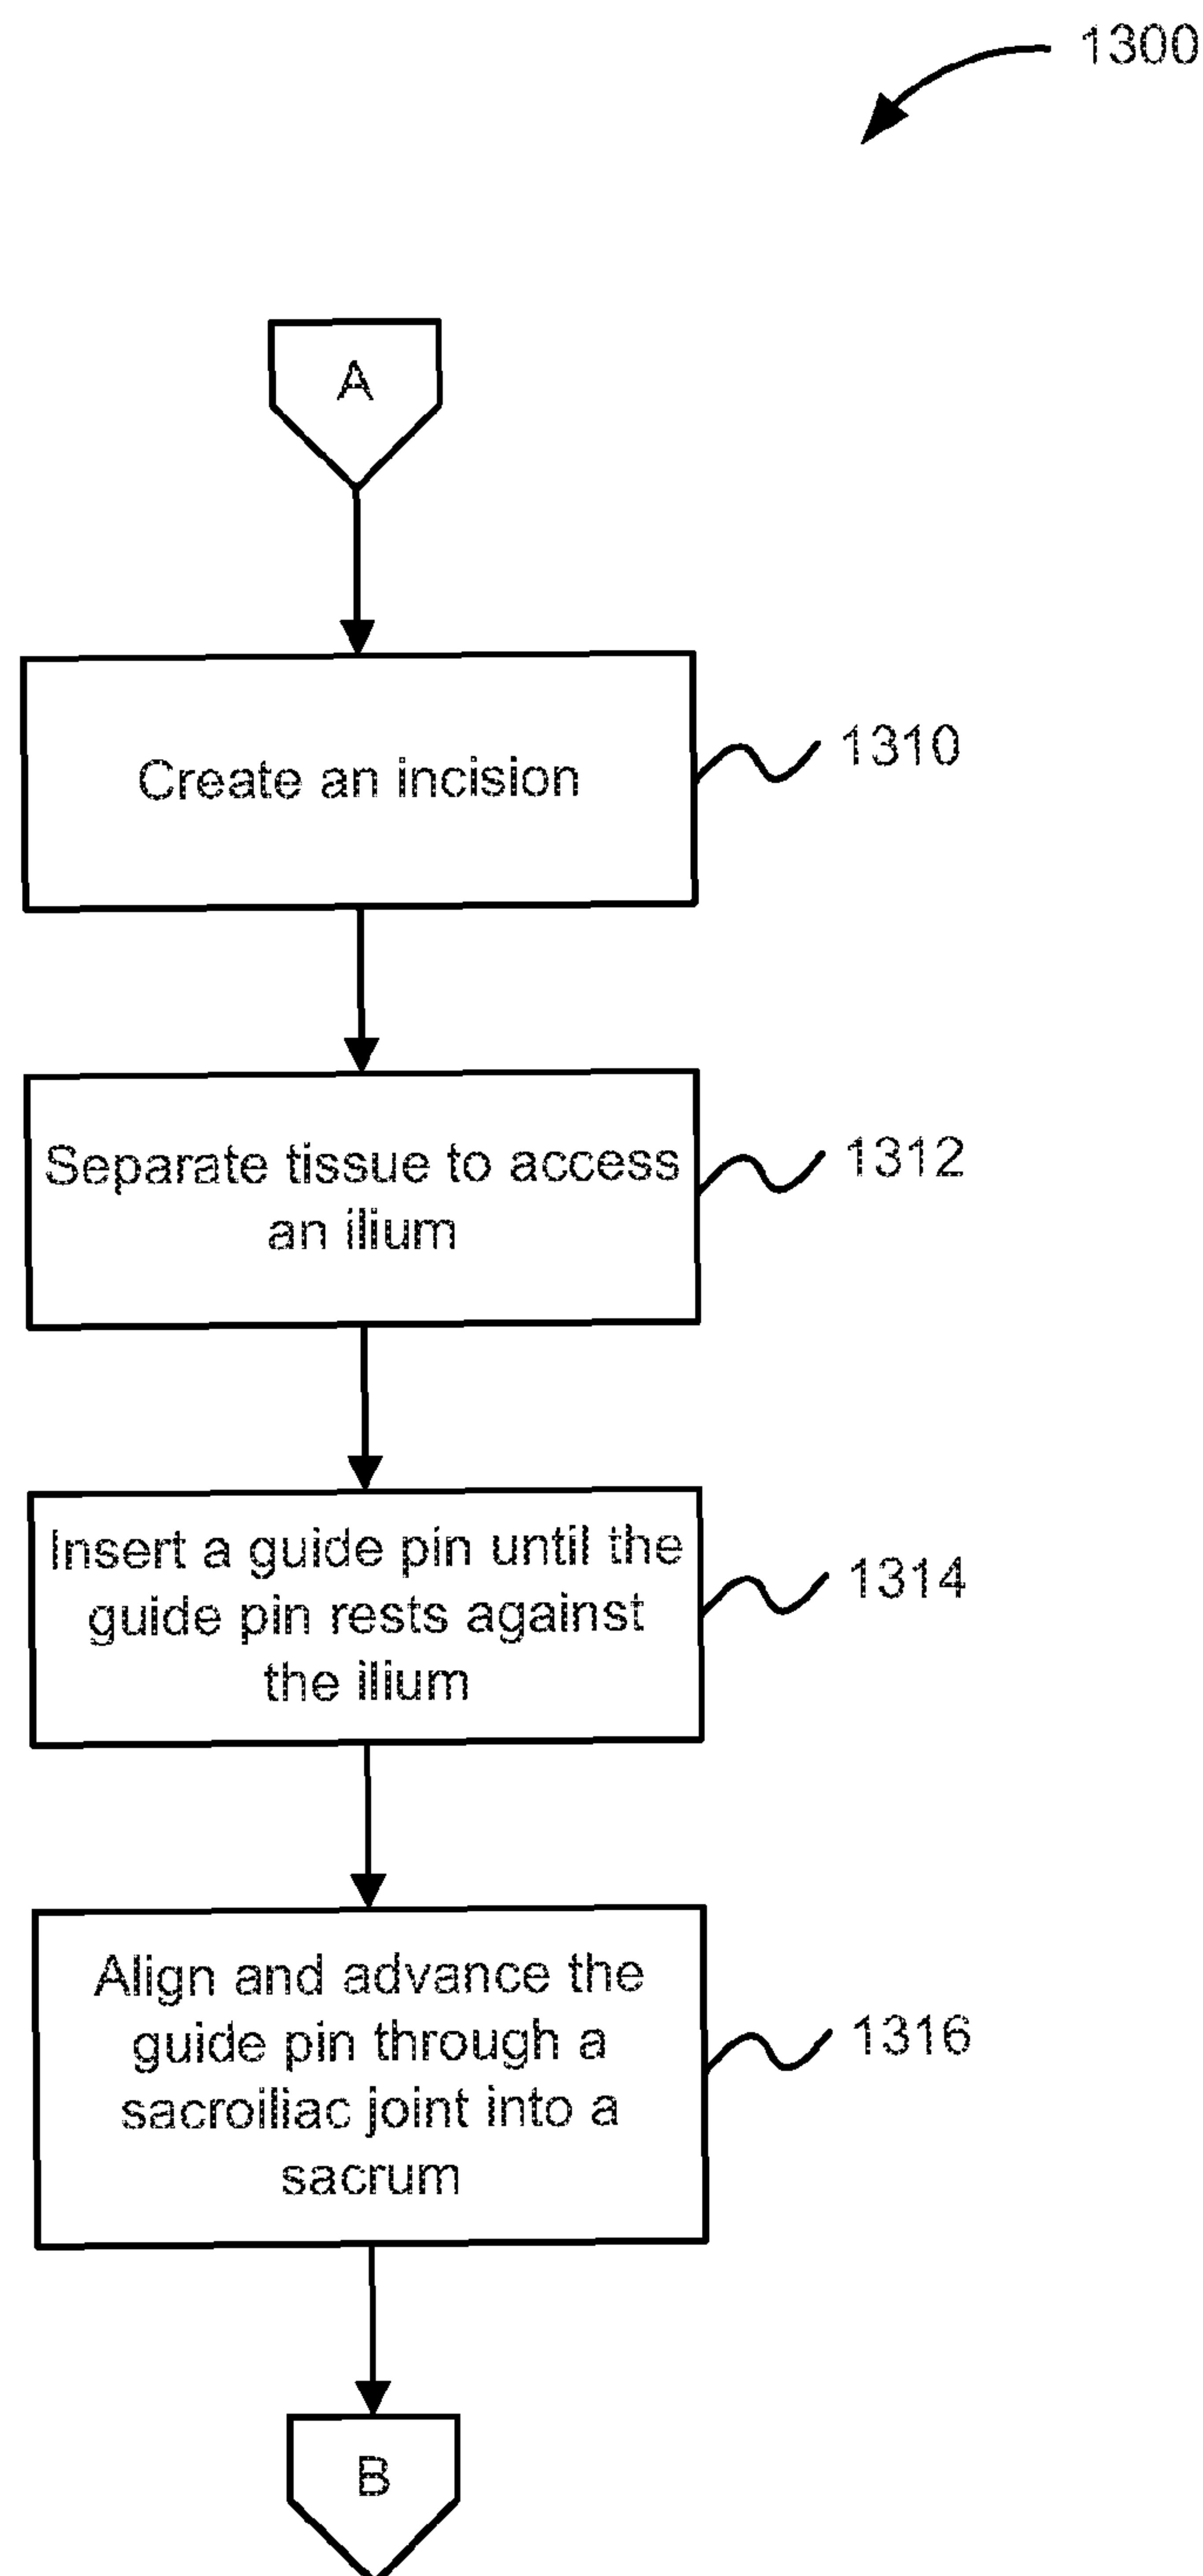 1300
A
Create an incision
1310
Separate tissue to access
an ilium
1312
Insert a guide pin until the
guide pin rests against
the ilium
1314
Align and advance the
guide pin through a
sacroiliac joint into a
sacrum
1316
B